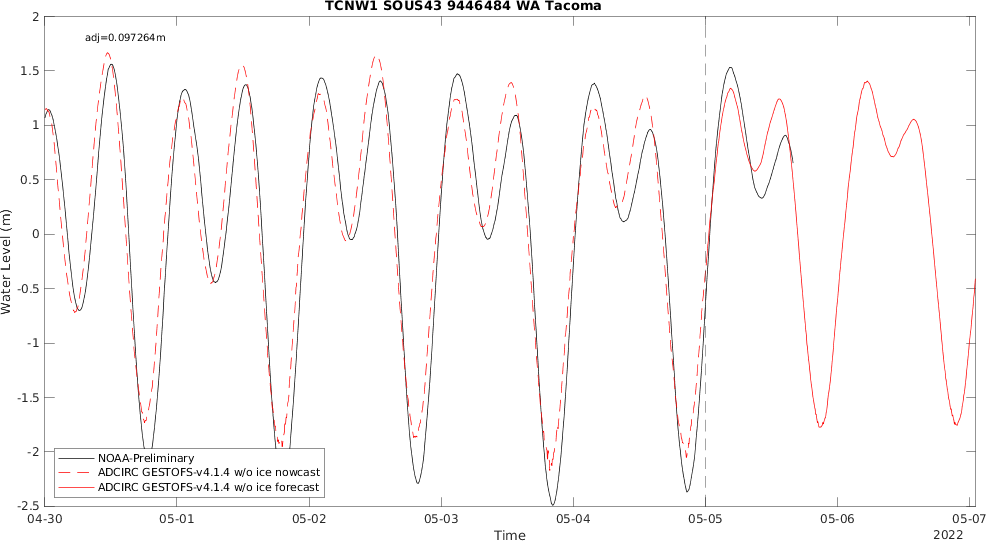 TCNW1 SOUS43 9446484 WA Tacoma
adj=0.097264m
2
1.5
1
0.5
0
-0.5
-1
-1.5
-2
-2.5
Water Level (m)
NOAA-Preliminary
ADCIRC GESTOFS-v4.1.4 w/o ice nowcast
ADCIRC GESTOFS-v4.1.4 w/o ice forecast
04-30 05-01 05-02 05-03 05-04 05-05 05-06 05-07
Time
2022